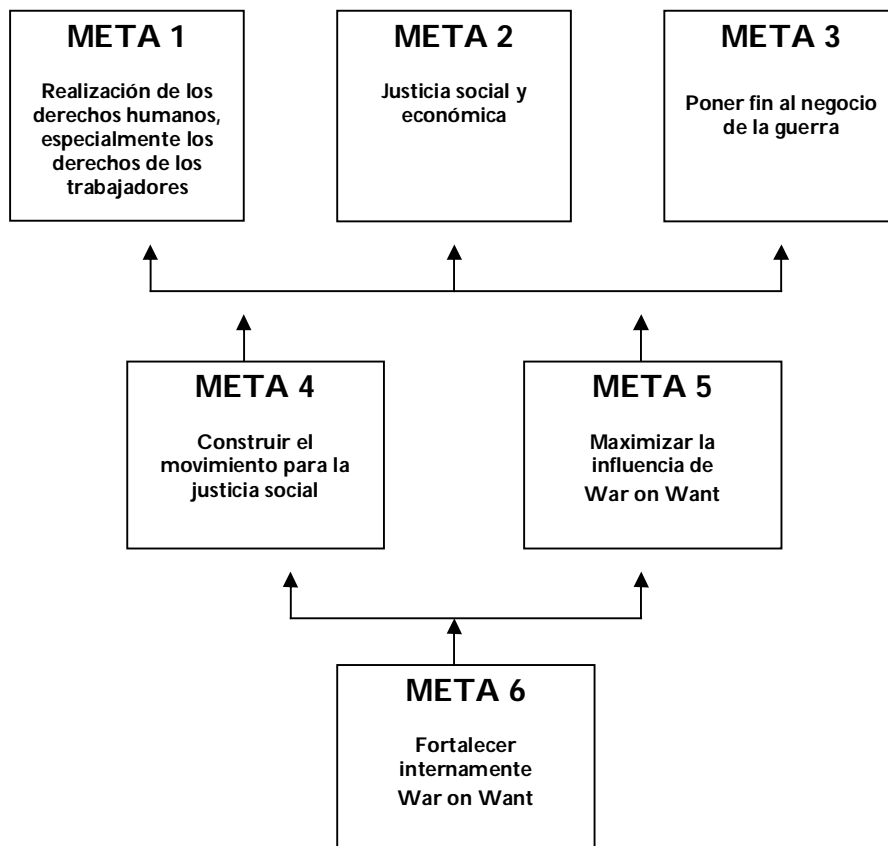 META 1
Realización de los
derechos humanos,
especialmente los
derechos de los
trabajadores
META 2
Justicia social y
económica
META 3
Poner fin al negocio
de la guerra
META 4
Construir el
movimiento para la
justicia social
META 5
Maximizar la
influencia de
War on Want
META 6
Fortalecer
internamente
War on Want